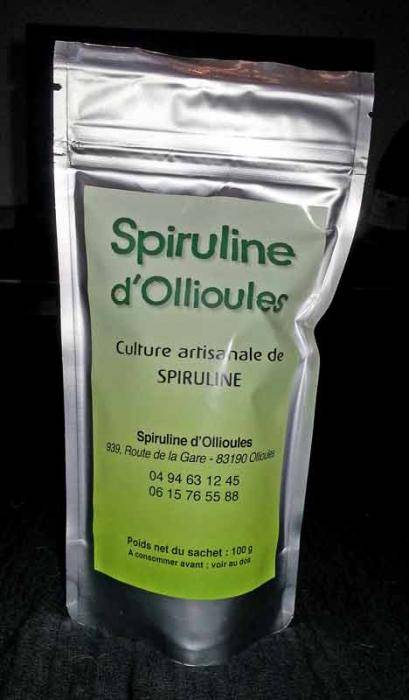 Spiruline
d'Ollioules
Culture artisanale de
SPIRULINE
Spiruline d'Ollioules
939, Route de la Gare - 83190 Ollioules
04 94 63 12 45
06 15 76 55 88
Poids net du sachet : 100 g
A consommer avant : voir au dos